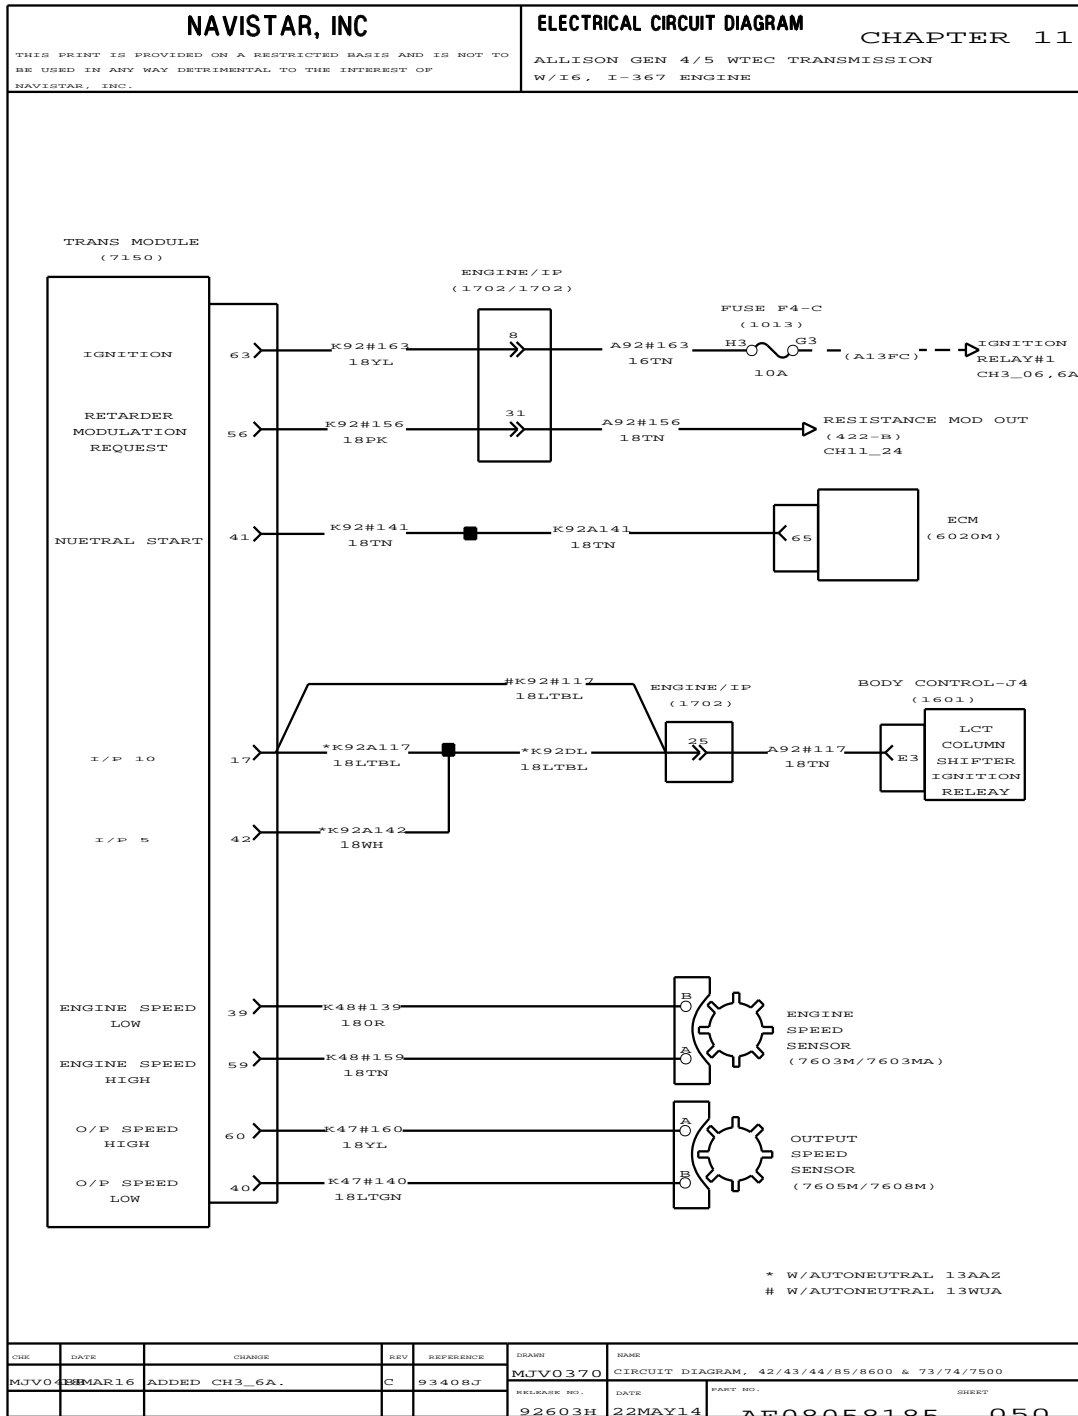 NAVISTAR, INC
THIS PRINT IS PROVIDED ON A RESTRICTED BASIS AND IS NOT TO
BE USED IN ANY WAY DETRIMENTAL TO THE INTEREST OF
NAVISTAR, INC.
ELECTRICAL CIRCUIT DIAGRAM
CHAPTER 11
ALLISON GEN 4/5 WTEC TRANSMISSION
W/I6, I-367 ENGINE
TRANS MODULE
(7150)
ENGINE/IP
(1702/1702)
FUSE F4-C
(1013)
IGNITION
63
K92#163
18YL
8
A92#163
16TN
H3
G3
10A
(A13FC)
IGNITION
RELAY#1
CH3_06,6A
RETARDER
MODULATION
REQUEST
56
K92#156
18PK
31
A92#156
18TN
RESISTANCE MOD OUT
(422-B)
CH11_24
NUETRAL START
41
K92#141
18TN
K92A141
18TN
65
ECM
(6020M)
#K92#117
18LTBL
ENGINE/IP
(1702)
BODY CONTROL-J4
(1601)
I/P 10
17
*K92A117
18LTBL
*K92DL
18LTBL
25
A92#117
18TN
E3
LCT
COLUMN
SHIFTER
IGNITION
RELEAY
I/P 5
42
*K92A142
18WH
ENGINE SPEED
LOW
39
K48#139
18OR
B
ENGINE SPEED
HIGH
59
K48#159
18TN
A
ENGINE
SPEED
SENSOR
(7603M/7603MA)
O/P SPEED
HIGH
60
K47#160
18YL
A
O/P SPEED
LOW
40
K47#140
18LTGN
B
OUTPUT
SPEED
SENSOR
(7605M/7608M)
* W/AUTONEUTRAL 13AAZ
# W/AUTONEUTRAL 13WUA
CHK DATE CHANGE REV REFERENCE
ADDED CH3_6A. C 93408J
DRAWN
MJV0370
NAME
CIRCUIT DIAGRAM, 42/43/44/85/8600 & 73/74/7500
RELEASE NO.
92603H
DATE
22MAY14
PART NO.
AE08058185
SHEET
050